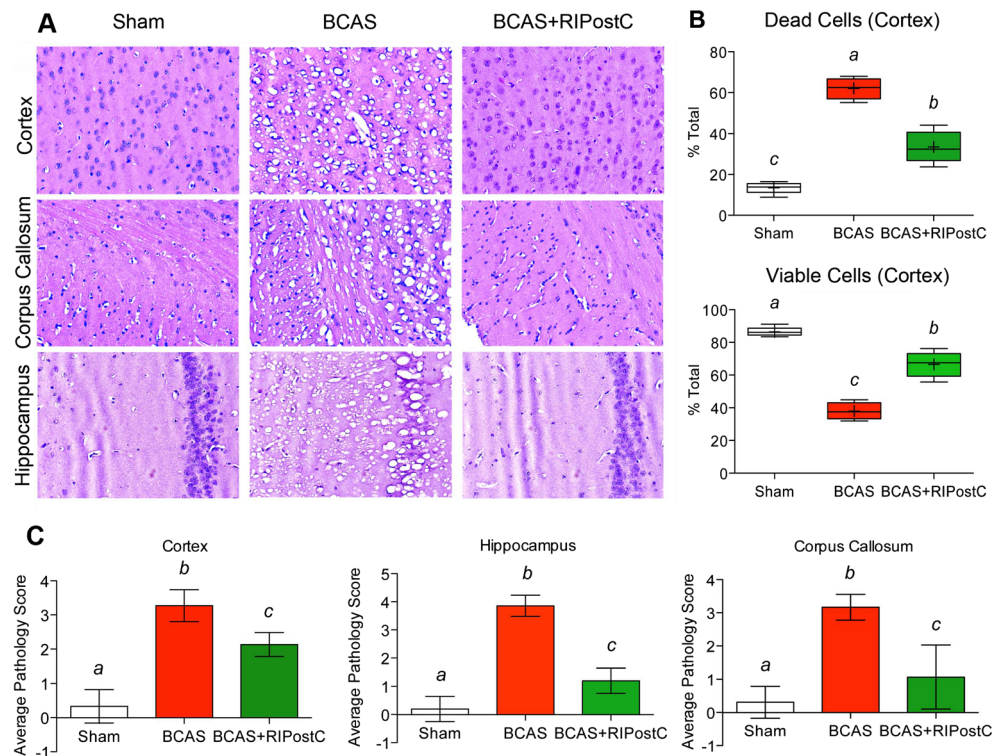 A
Sham
BCAS
BCAS+RIPostC
Cortex
Corpus Callosum
Hippocampus
B
Dead Cells (Cortex)
% Total
80
60
40
20
0
a
b
c
Sham
BCAS
BCAS+RIPostC
Viable Cells (Cortex)
% Total
100
80
60
40
20
0
a
b
c
Sham
BCAS
BCAS+RIPostC
C
Cortex
Average Pathology Score
4
3
2
1
0
-1
a
b
c
Sham
BCAS
BCAS+RIPostC
Hippocampus
Average Pathology Score
5
4
3
2
1
0
-1
a
b
c
Sham
BCAS
BCAS+RIPostC
Corpus Callosum
Average Pathology Score
4
3
2
1
0
-1
a
b
c
Sham
BCAS
BCAS+RIPostC